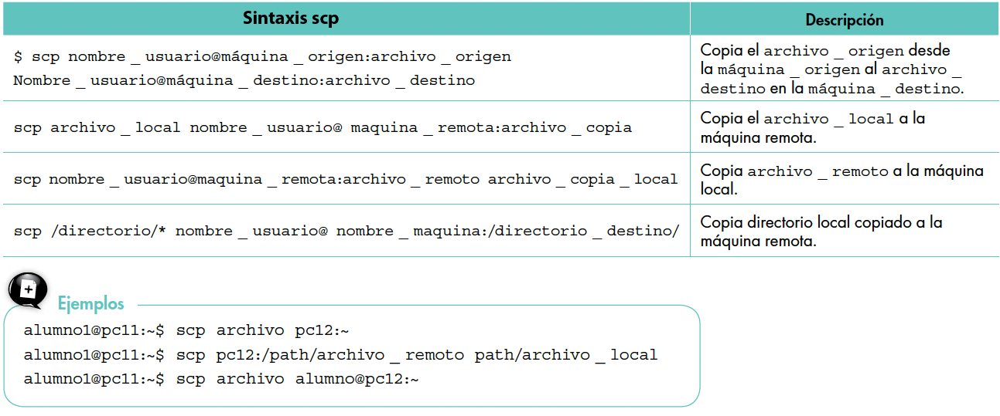 Sintaxis scp
Descripción
$ scp nombre _ usuario@máquina _ origen:archivo _ origen
Nombre _ usuario@máquina _ destino:archivo _ destino
Copia el archivo _ origen desde
la máquina _ origen al archivo _
destino en la máquina _ destino.
scp archivo _ local nombre _ usuario@ maquina _ remota:archivo _ copia
Copia el archivo _ local a la
máquina remota.
scp nombre _ usuario@maquina _ remota:archivo _ remoto archivo _ copia _ local
Copia archivo _ remoto a la máquina
local.
scp /directorio/* nombre _ usuario@ nombre _ maquina:/directorio _ destino/
Copia directorio local copiado a la
máquina remota.
Ejemplos
alumno1@pc11:~$ scp archivo pc12:~
alumno1@pc11:~$ scp pc12:/path/archivo _ remoto path/archivo _ local
alumno1@pc11:~$ scp archivo alumno@pc12:~